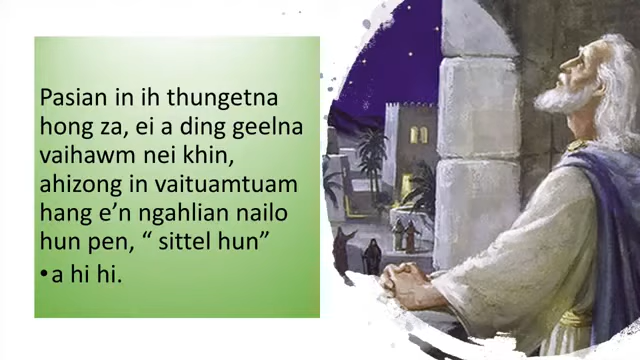 Pasian in ih thungetna
hong za, ei a ding geelna
vaihawm nei khin,
ahizong in vaituamtuam
hang e’n ngahlian nailo
hun pen, “ sittel hun”
•a hi hi.